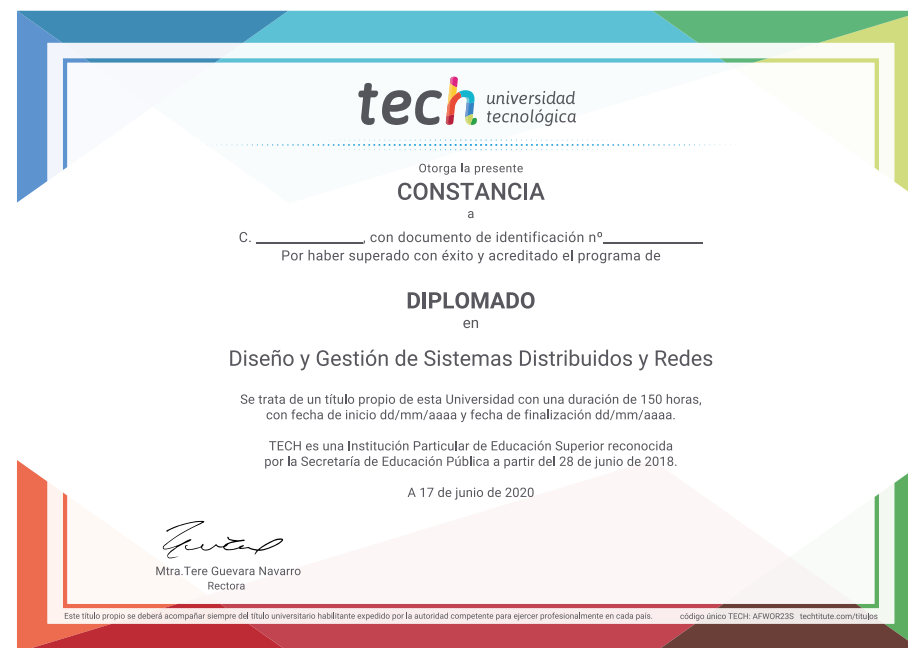 tech universidad
tecnológica
Otorga la presente
CONSTANCIA
a
C. ______________, con documento de identificación nº______________
Por haber superado con éxito y acreditado el programa de
DIPLOMADO
en
Diseño y Gestión de Sistemas Distribuidos y Redes
Se trata de un título propio de esta Universidad con una duración de 150 horas,
con fecha de inicio dd/mm/aaaa y fecha de finalización dd/mm/aaaa.
TECH es una Institución Particular de Educación Superior reconocida
por la Secretaría de Educación Pública a partir del 28 de junio de 2018.
A 17 de junio de 2020
Mtra.Tere Guevara Navarro
Rectora
Este título propio se deberá acompañar siempre del título universitario habilitante expedido por la autoridad competente para ejercer profesionalmente en cada país. código único TECH: AFWOR23S techtitute.com/titulos